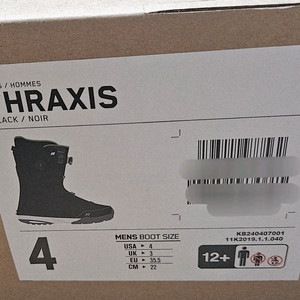 S / HOMMES
HRAXIS
LACK / NOIR
4
MENS BOOT SIZE
USA ▸ 4
UK ▸ 3
EU ▸ 35,5
CM ▸ 22
KB240407001
11K2019.1.1.040
12+